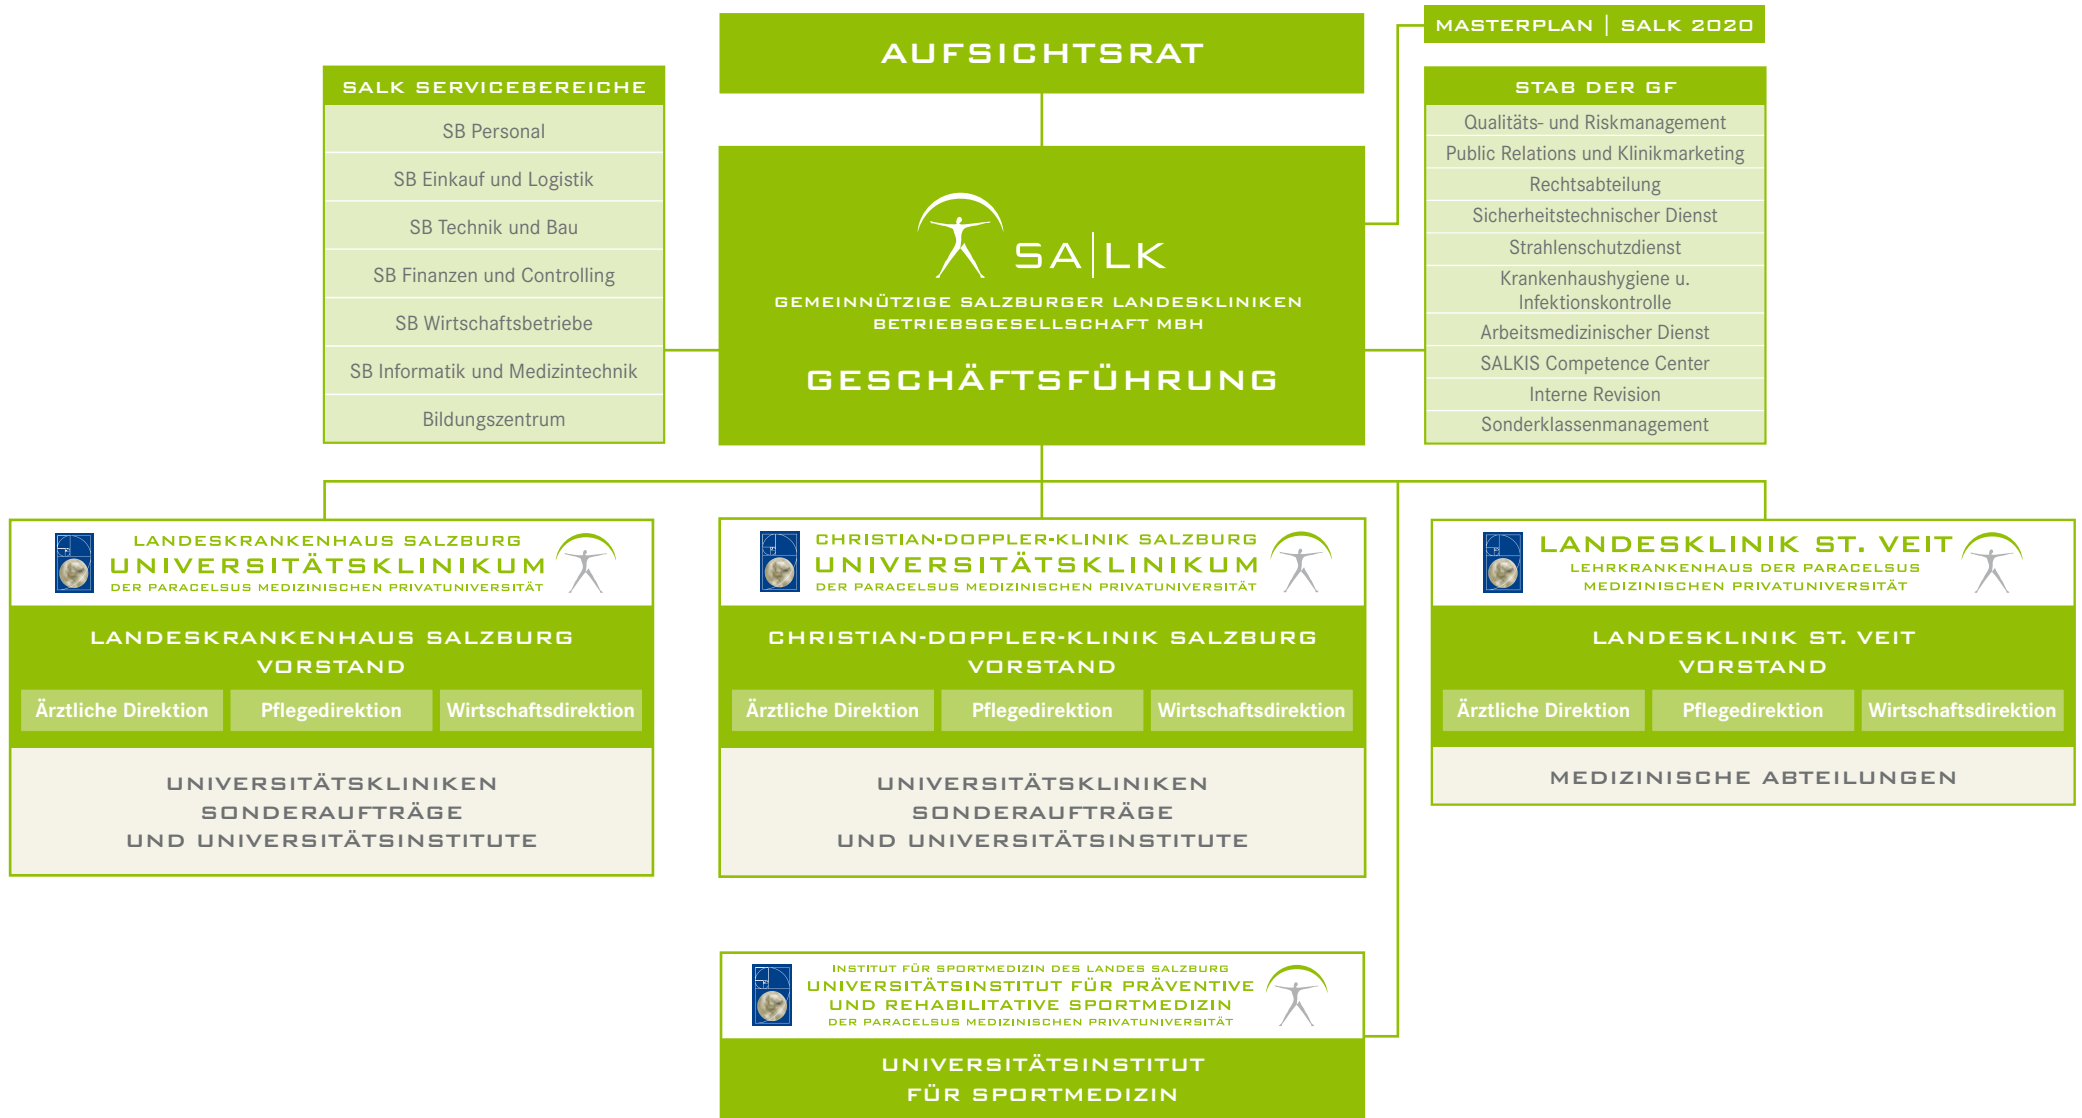 AUFSICHTSRAT
MASTERPLAN | SALK 2020
SALK SERVICEBEREICHE
SB Personal
SB Einkauf und Logistik
SB Technik und Bau
SB Finanzen und Controlling
SB Wirtschaftsbetriebe
SB Informatik und Medizintechnik
Bildungszentrum
SA|LK
GEMEINNÜTZIGE SALZBURGER LANDESKLINIKEN
BETRIEBSGESELLSCHAFT MBH
GESCHÄFTSFÜHRUNG
STAB DER GF
Qualitäts- und Riskmanagement
Public Relations und Klinikmarketing
Rechtsabteilung
Sicherheitstechnischer Dienst
Strahlenschutzdienst
Krankenhaushygiene u.
Infektionskontrolle
Arbeitsmedizinischer Dienst
SALKIS Competence Center
Interne Revision
Sonderklassenmanagement
LANDESKRANKENHAUS SALZBURG
UNIVERSITÄTSKLINIKUM
DER PARACELSUS MEDIZINISCHEN PRIVATUNIVERSITÄT
LANDESKRANKENHAUS SALZBURG
VORSTAND
Ärztliche Direktion
Pflegedirektion
Wirtschaftsdirektion
UNIVERSITÄTSKLINIKEN
SONDERAUFTRÄGE
UND UNIVERSITÄTSINSTITUTE
CHRISTIAN-DOPPLER-KLINIK SALZBURG
UNIVERSITÄTSKLINIKUM
DER PARACELSUS MEDIZINISCHEN PRIVATUNIVERSITÄT
CHRISTIAN-DOPPLER-KLINIK SALZBURG
VORSTAND
Ärztliche Direktion
Pflegedirektion
Wirtschaftsdirektion
UNIVERSITÄTSKLINIKEN
SONDERAUFTRÄGE
UND UNIVERSITÄTSINSTITUTE
LANDESKLINIK ST. VEIT
LEHRKRANKENHAUS DER PARACELSUS
MEDIZINISCHEN PRIVATUNIVERSITÄT
LANDESKLINIK ST. VEIT
VORSTAND
Ärztliche Direktion
Pflegedirektion
Wirtschaftsdirektion
MEDIZINISCHE ABTEILUNGEN
INSTITUT FÜR SPORTMEDIZIN DES LANDES SALZBURG
UNIVERSITÄTSINSTITUT FÜR PRÄVENTIVE
UND REHABILITATIVE SPORTMEDIZIN
DER PARACELSUS MEDIZINISCHEN PRIVATUNIVERSITÄT
UNIVERSITÄTSINSTITUT
FÜR SPORTMEDIZIN